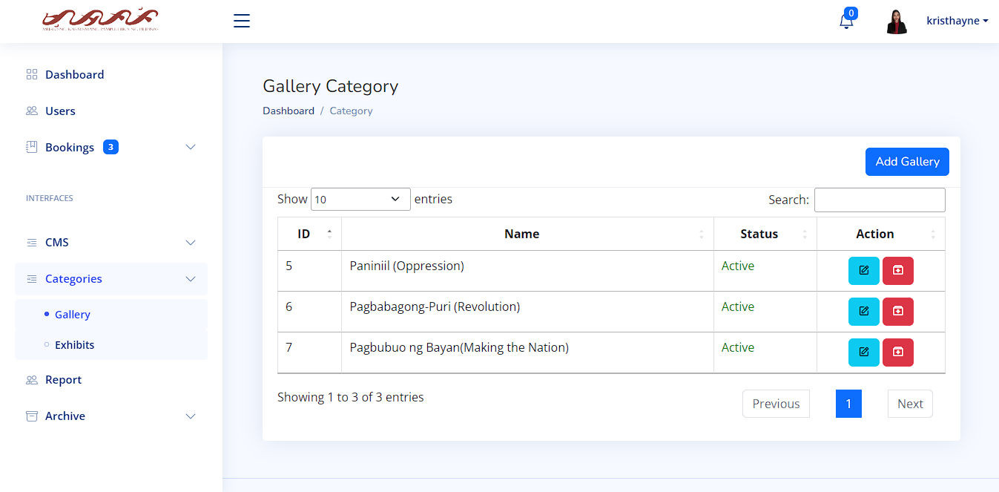 0
kristhayne
Dashboard
Users
Bookings 3
INTERFACES
CMS
Categories
Gallery
Exhibits
Report
Archive
Gallery Category
Dashboard / Category
Add Gallery
Show 10 entries
Search:
ID Name Status Action
5 Paniniil (Oppression) Active
6 Pagbabagong-Puri (Revolution) Active
7 Pagbubuo ng Bayan(Making the Nation) Active
Showing 1 to 3 of 3 entries
Previous 1 Next